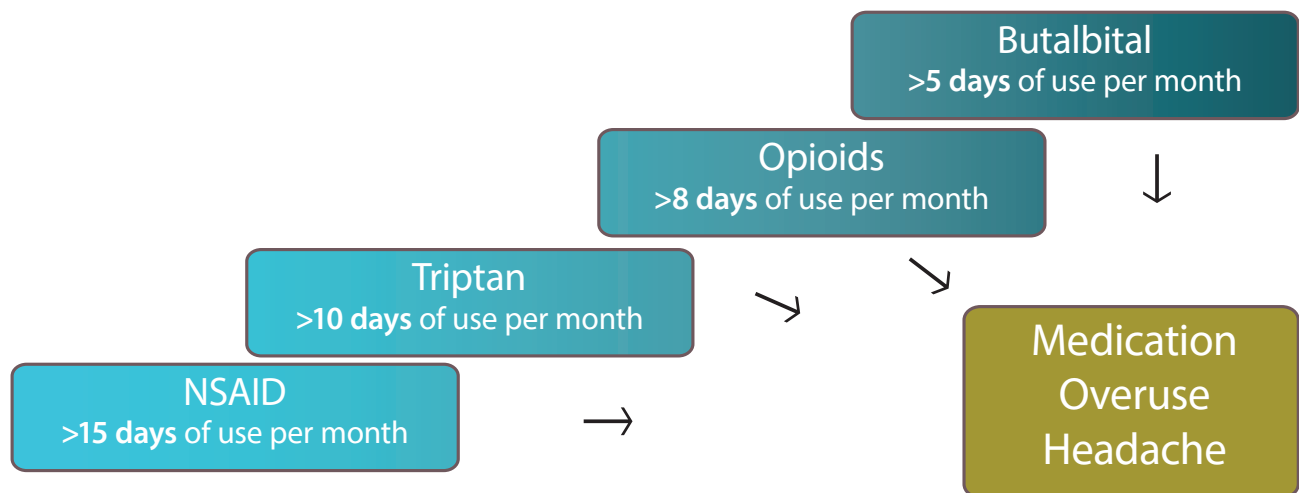 Butalbital
>5 days of use per month
Opioids
>8 days of use per month
Triptan
>10 days of use per month
NSAID
>15 days of use per month
Medication
Overuse
Headache